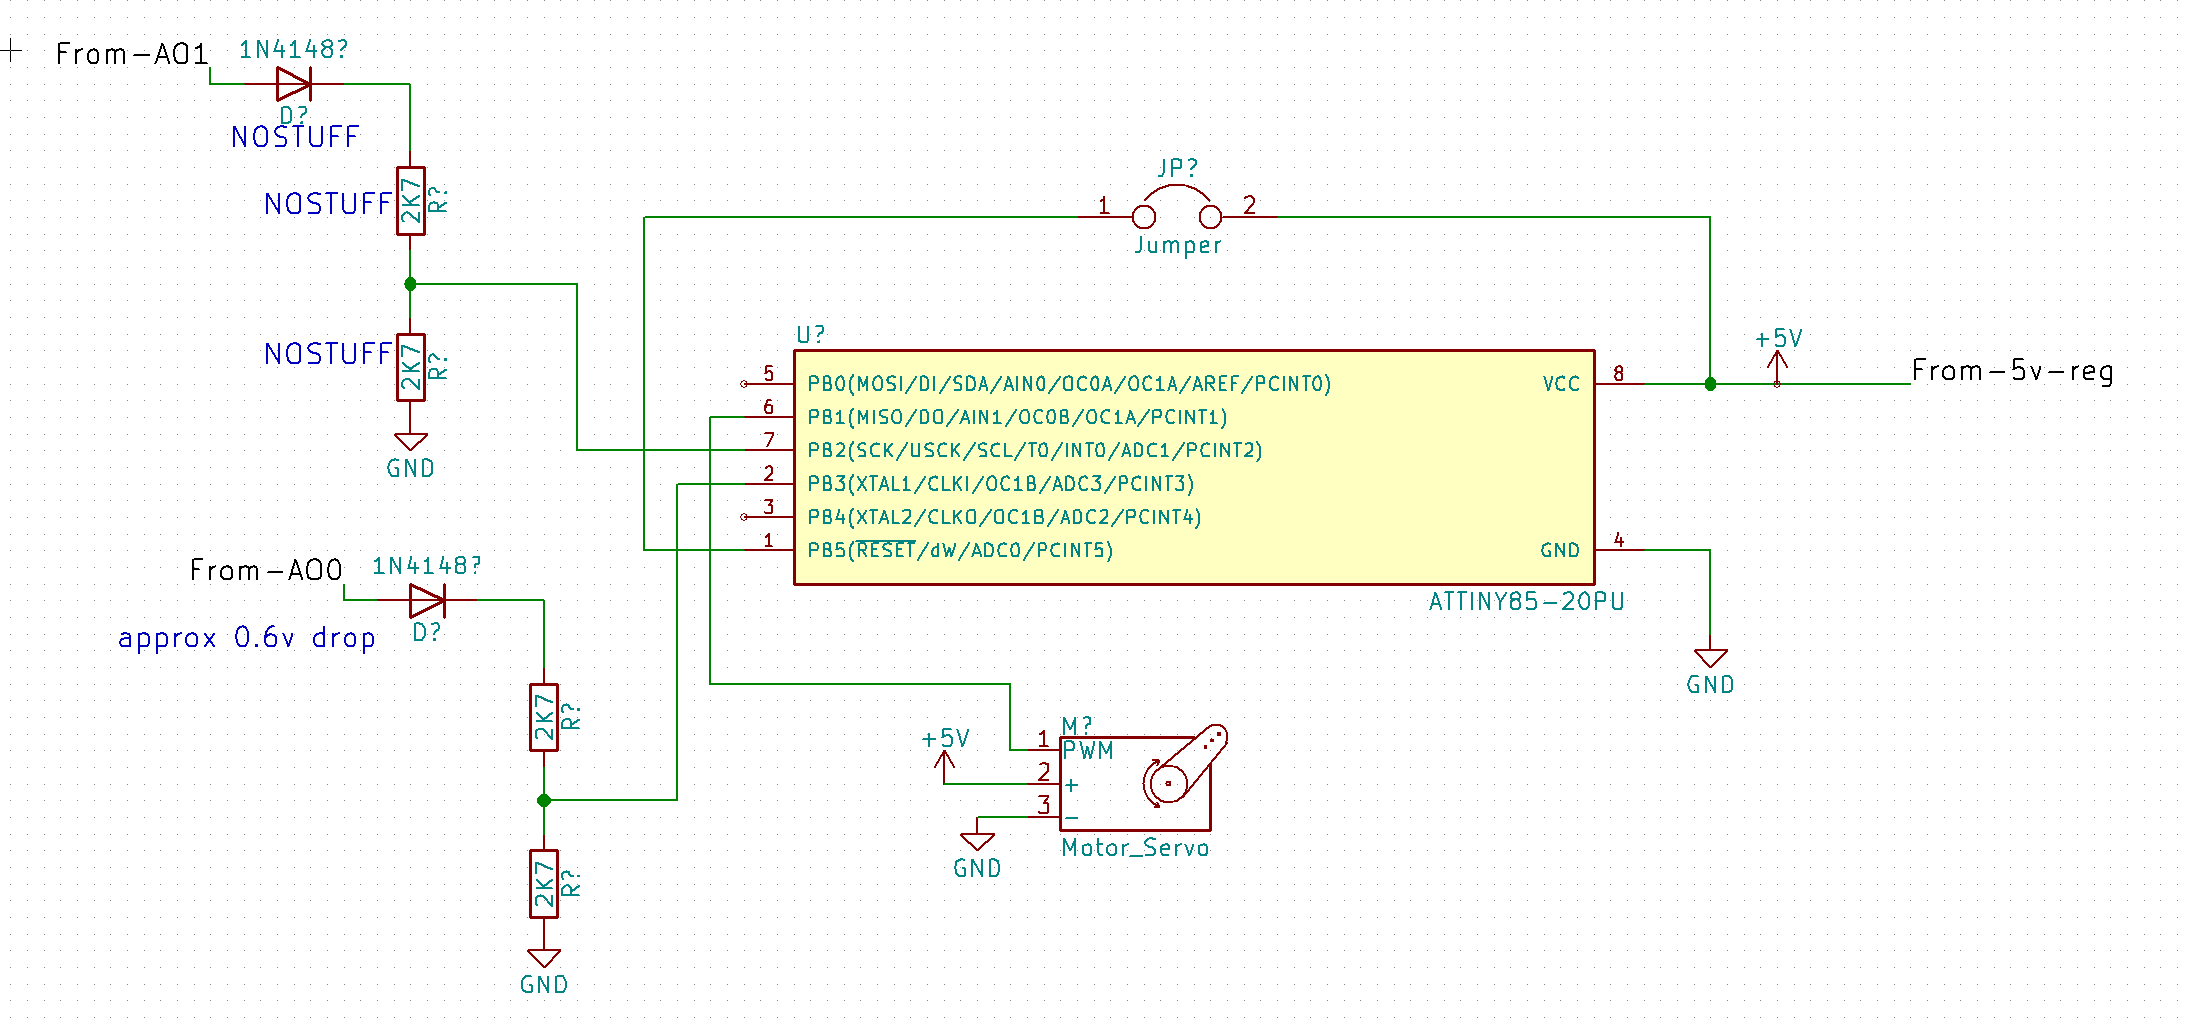 From-AO1
1N4148?
D?
NOSTUFF
NOSTUFF
2K7
R?
NOSTUFF
2K7
R?
GND
JP?
1
2
Jumper
U?
5
PB0(MOSI/DI/SDA/AIN0/OC0A/OC1A/AREF/PCINT0)
6
PB1(MISO/DO/AIN1/OC0B/OC1A/PCINT1)
7
PB2(SCK/USCK/SCL/T0/INT0/ADC1/PCINT2)
2
PB3(XTAL1/CLKI/OC1B/ADC3/PCINT3)
3
PB4(XTAL2/CLKO/OC1B/ADC2/PCINT4)
1
PB5(RESET/dW/ADC0/PCINT5)
VCC
8
+5V
From-5v-reg
GND
4
ATTINY85-20PU
GND
From-AO0
1N4148?
D?
approx 0.6v drop
2K7
R?
2K7
R?
GND
M?
+5V
1
PWM
2
+
3
-
GND
Motor_Servo